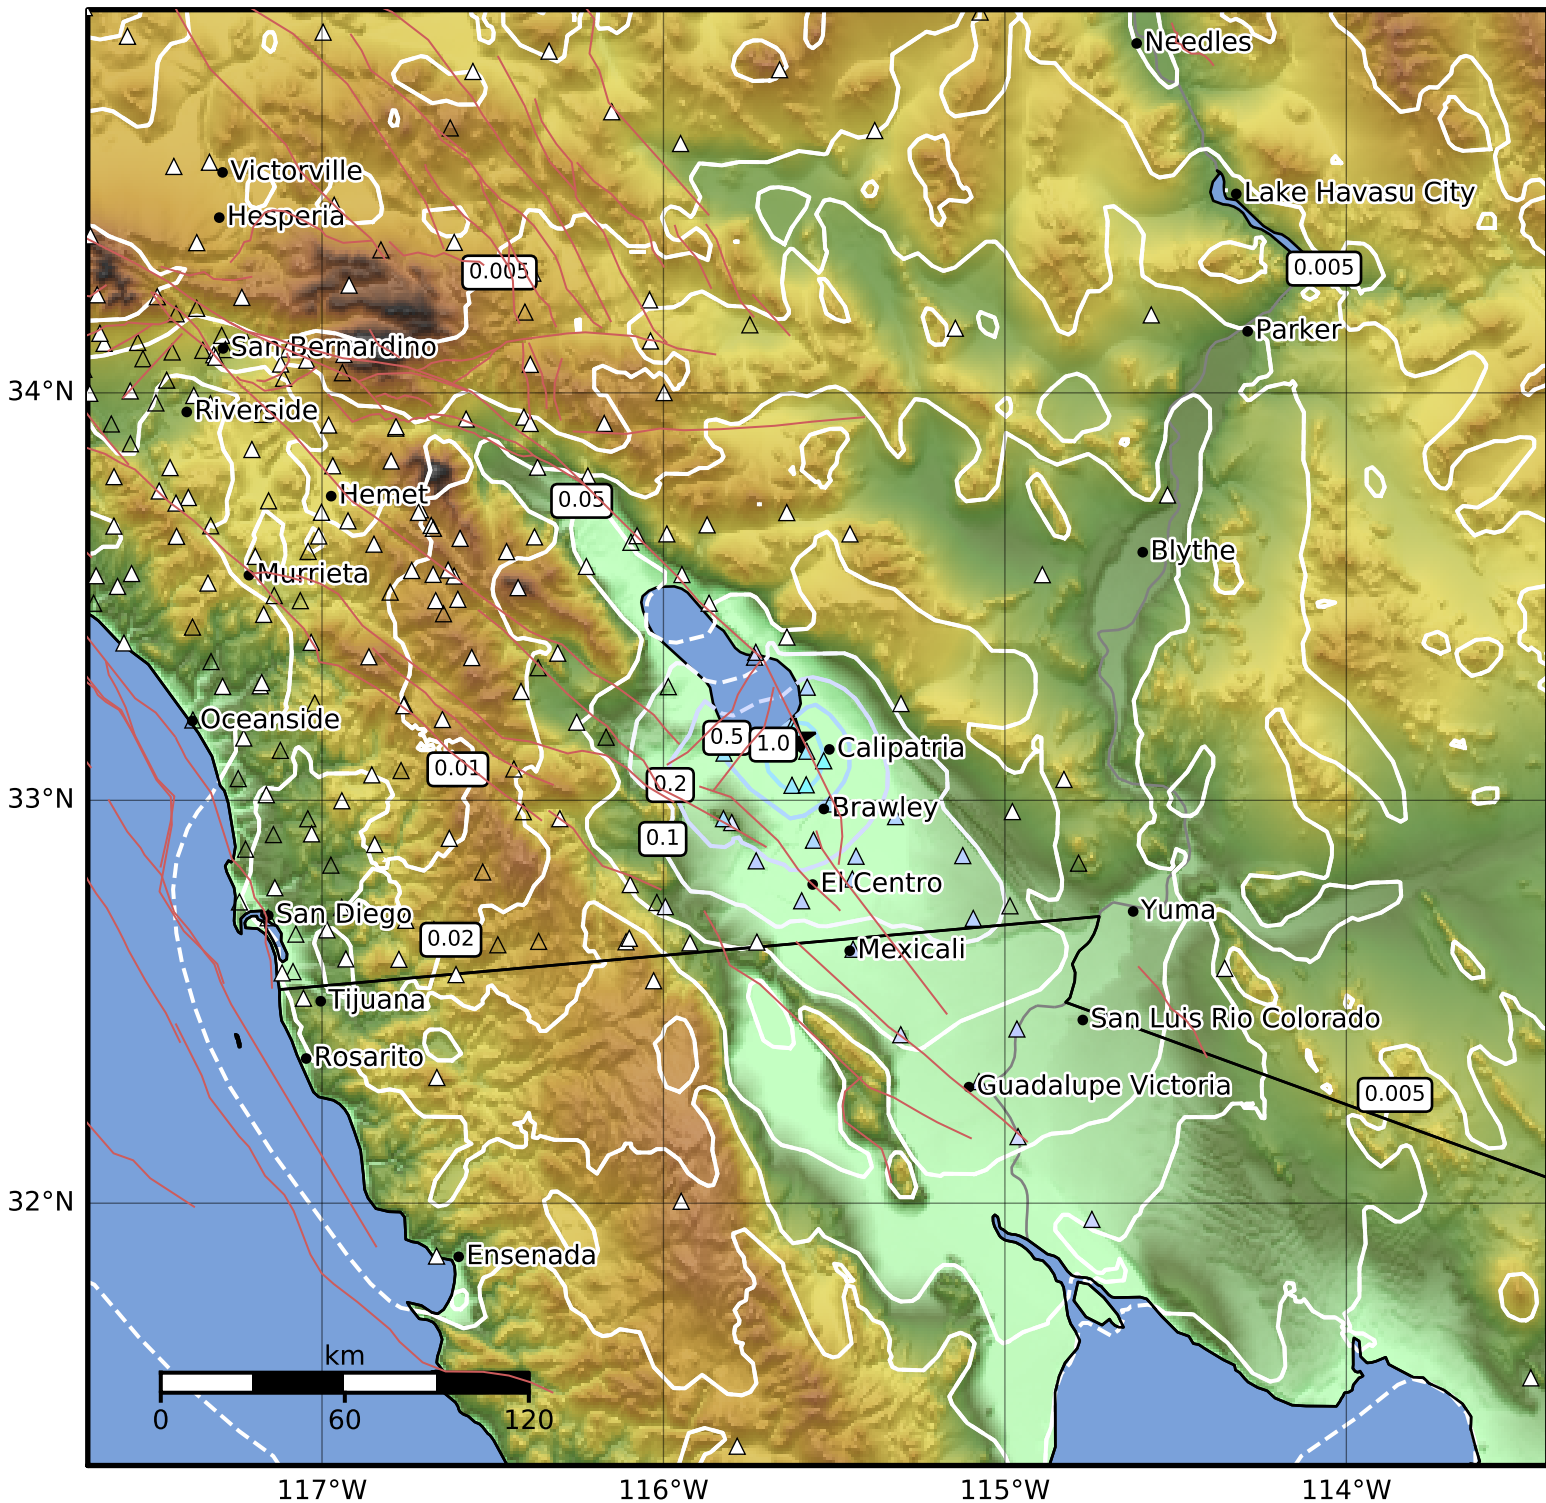 Needles
Victorville
Lake Havasu City
Hesperia
0.005
0.005
Parker
San Bernardino
34°N
Riverside
Hemet
0.05
Blythe
Murrieta
Oceanside
0.5
1.0
Calipatria
0.01
0.2
33°N
Brawley
0.1
El Centro
San Diego
Yuma
0.02
Mexicali
Tijuana
San Luis Rio Colorado
Rosarito
Guadalupe Victoria
0.005
32°N
Ensenada
km
0
60
120
117°W
116°W
115°W
114°W